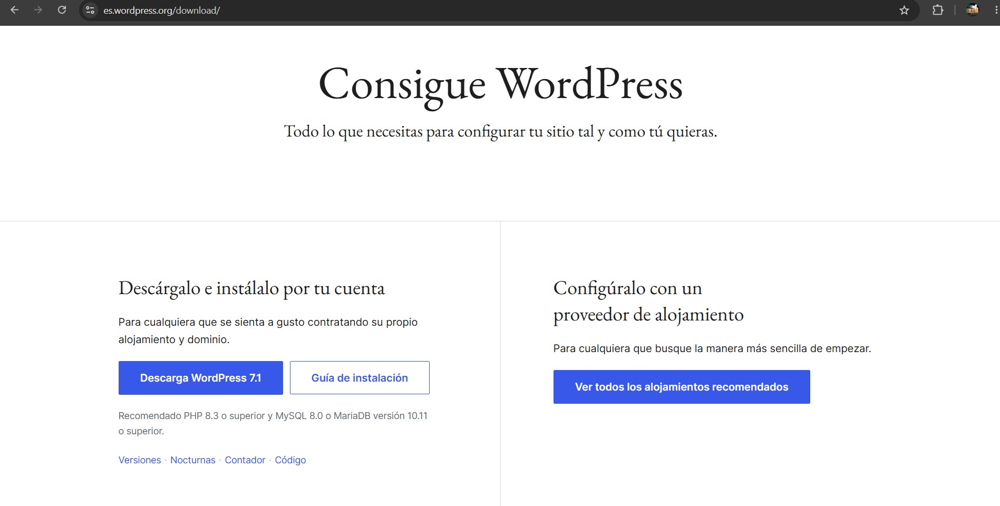 es.wordpress.org/download/
Consigue WordPress
Todo lo que necesitas para configurar tu sitio tal y como tú quieras.
Descárgalo e instálalo por tu cuenta
Para cualquiera que se sienta a gusto contratando su propio
alojamiento y dominio.
Descarga WordPress 7.1
Guía de instalación
Recomendado PHP 8.3 o superior y MySQL 8.0 o MariaDB versión 10.11
o superior.
Versiones · Nocturnas · Contador · Código
Configúralo con un
proveedor de alojamiento
Para cualquiera que busque la manera más sencilla de empezar.
Ver todos los alojamientos recomendados